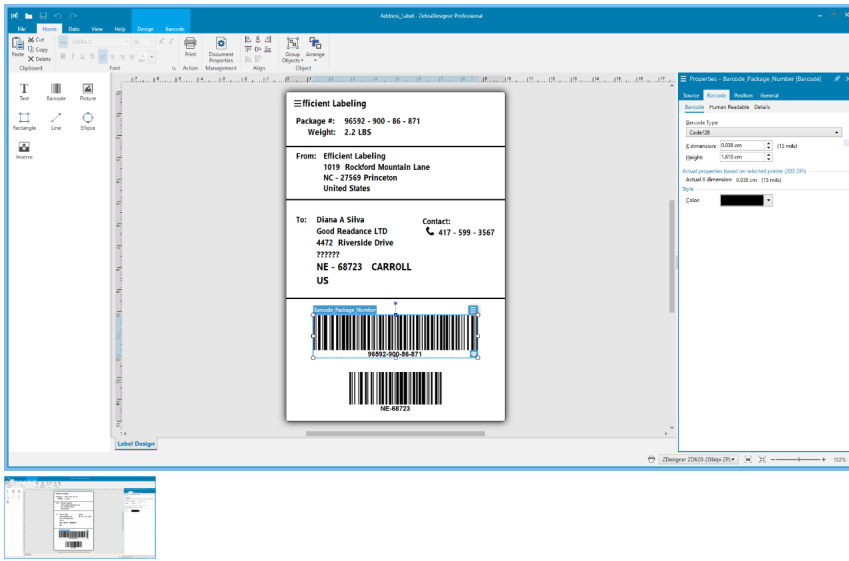 Address_Label - ZebraDesigner Professional
File Home Data View Help Design Barcode
Paste
Cut
Copy
Delete
Clipboard
B I U S
Font
Print
Action
Document Properties
Management
Align
Group Objects
Arrange
Object
Text Barcode Picture
Rectangle Line Ellipse
Inverse
Efficient Labeling
Package #: 96592 - 900 - 86 - 871
Weight: 2.2 LBS
From: Efficient Labeling
1019 Rockford Mountain Lane
NC - 27569 Princeton
United States
To: Diana A Silva
Good Readance LTD
4472 Riverside Drive
??????
NE - 68723 CARROLL
US
Contact:
417 - 599 - 3567
Barcode_Package_Number
96592-900-86-871
NE-68723
Label Design
Properties - Barcode_Package_Number [Barcode]
Source Barcode Position General
Barcode Human Readable Details
Barcode Type
Code128
X dimension: 0.038 cm (15 mils)
Height: 1.610 cm
Actual properties based on selected printer (203 DPI)
Actual X dimension 0.038 cm (15 mils)
Style
Color:
ZDesigner ZD620-203dpi ZPL
132%